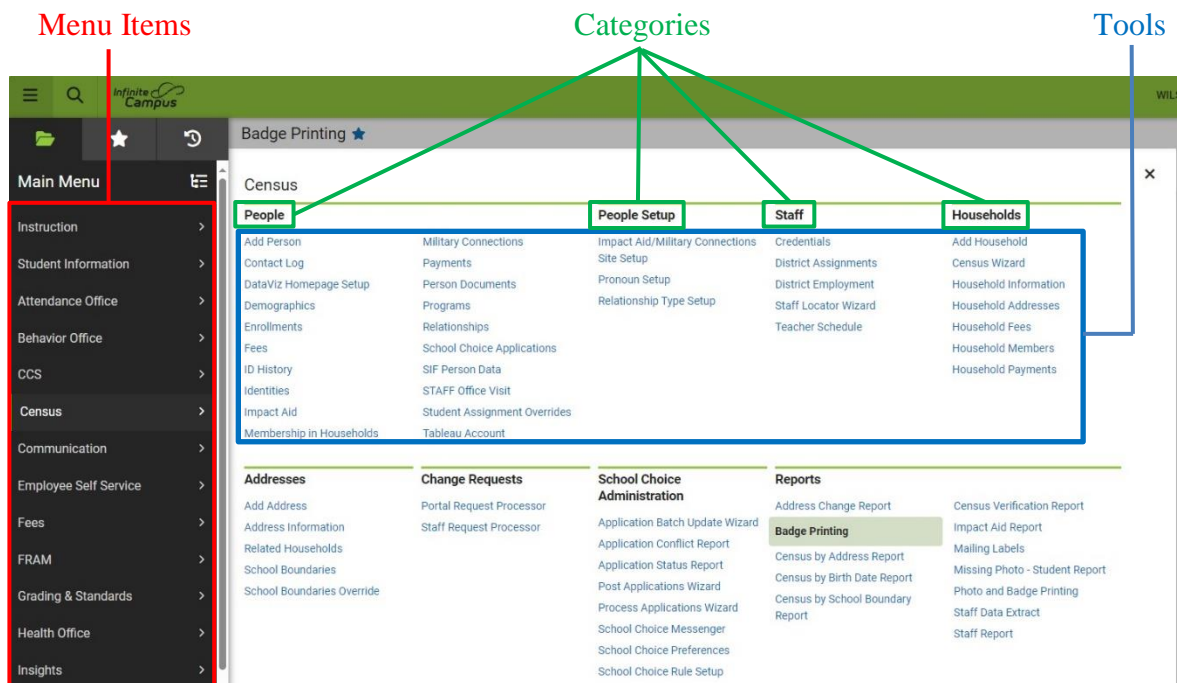 Menu Items
Categories
Tools
Infinite
Campus
WILS
Badge Printing
Main Menu
Instruction
Student Information
Attendance Office
Behavior Office
CCS
Census
Communication
Employee Self Service
Fees
FRAM
Grading & Standards
Health Office
Insights
Census
People
Add Person
Contact Log
DataViz Homepage Setup
Demographics
Enrollments
Fees
ID History
Identities
Impact Aid
Membership in Households
Military Connections
Payments
Person Documents
Programs
Relationships
School Choice Applications
SIF Person Data
STAFF Office Visit
Student Assignment Overrides
Tableau Account
People Setup
Impact Aid/Military Connections
Site Setup
Pronoun Setup
Relationship Type Setup
Staff
Credentials
District Assignments
District Employment
Staff Locator Wizard
Teacher Schedule
Households
Add Household
Census Wizard
Household Information
Household Addresses
Household Fees
Household Members
Household Payments
Addresses
Add Address
Address Information
Related Households
School Boundaries
School Boundaries Override
Change Requests
Portal Request Processor
Staff Request Processor
School Choice
Administration
Application Batch Update Wizard
Application Conflict Report
Application Status Report
Post Applications Wizard
Process Applications Wizard
School Choice Messenger
School Choice Preferences
School Choice Rule Setup
Reports
Address Change Report
Badge Printing
Census by Address Report
Census by Birth Date Report
Census by School Boundary
Report
Census Verification Report
Impact Aid Report
Mailing Labels
Missing Photo - Student Report
Photo and Badge Printing
Staff Data Extract
Staff Report